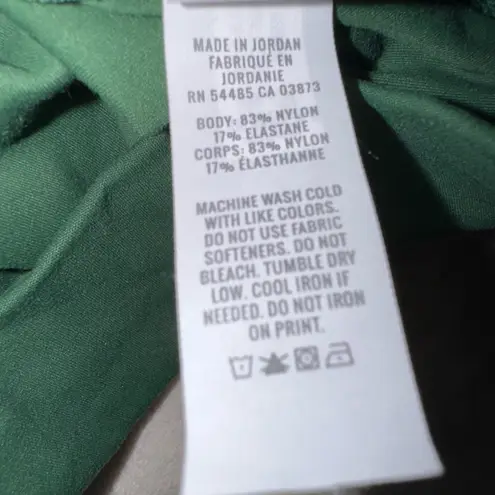 MADE IN JORDAN
FABRIQUÉ EN
JORDANIE
RN 54485 CA 03873
BODY: 83% NYLON
17% ELASTANE
CORPS: 83% NYLON
17% ÉLASTHANNE
MACHINE WASH COLD
WITH LIKE COLORS.
DO NOT USE FABRIC
SOFTENERS. DO NOT
BLEACH. TUMBLE DRY
LOW. COOL IRON IF
NEEDED. DO NOT IRON
ON PRINT.